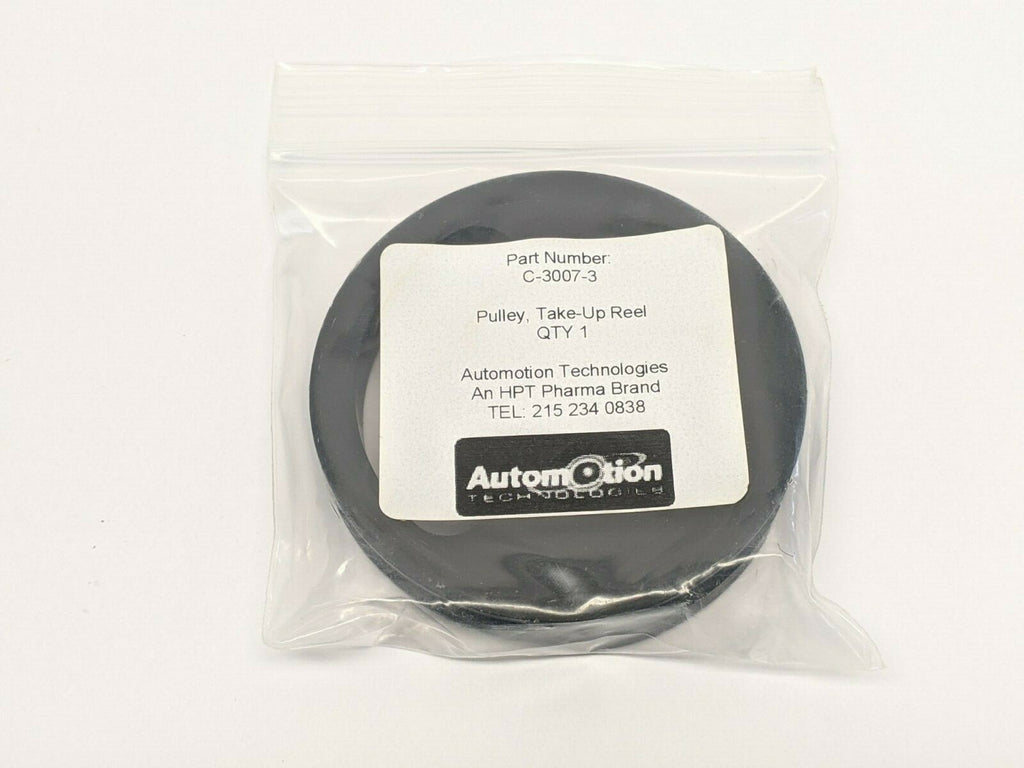 Part Number:
C-3007-3
Pulley, Take-Up Reel
QTY 1
Automotion Technologies
An HPT Pharma Brand
TEL: 215 234 0838
Automotion
TECHNOLOGIES